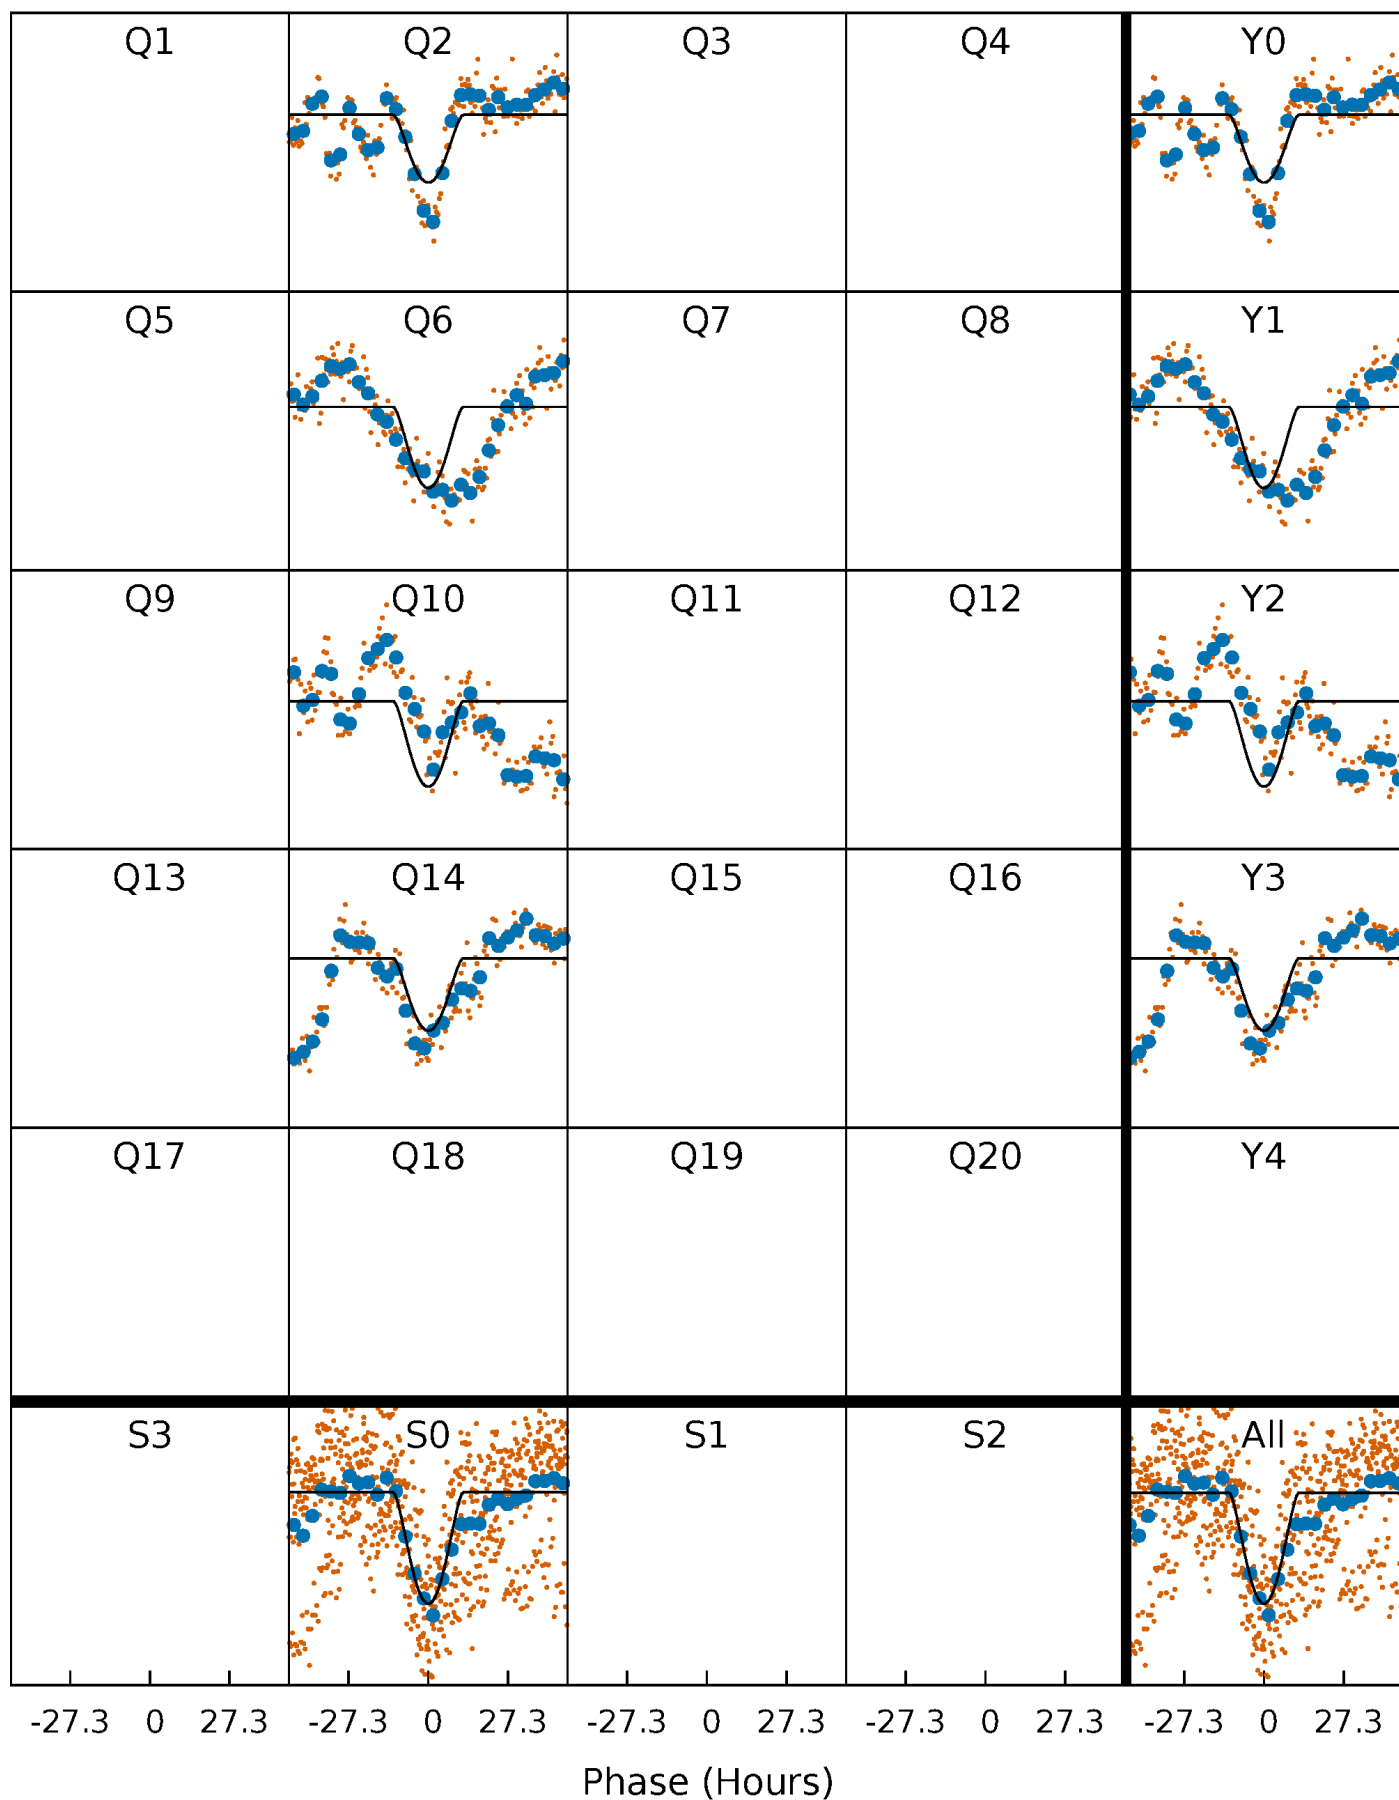 Q1 Q2 Q3 Q4 Y0
Q5 Q6 Q7 Q8 Y1
Q9 Q10 Q11 Q12 Y2
Q13 Q14 Q15 Q16 Y3
Q17 Q18 Q19 Q20 Y4
S3 S0 S1 S2 All
-27.3 0 27.3 -27.3 0 27.3 -27.3 0 27.3 -27.3 0 27.3 -27.3 0 27.3
Phase (Hours)